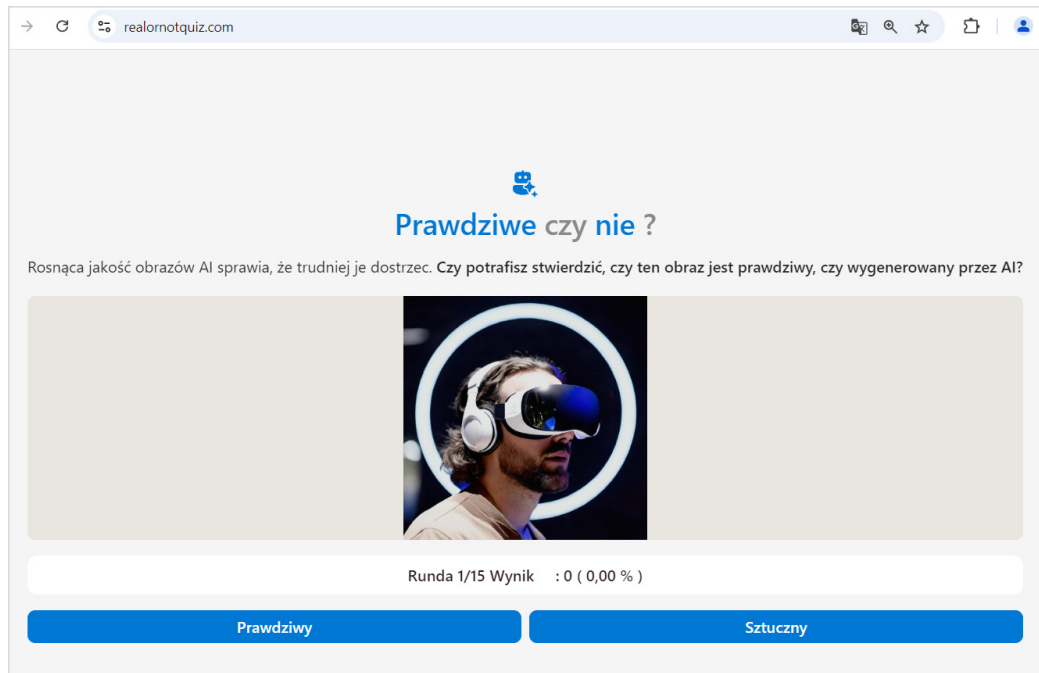 realornotquiz.com
Prawdziwe czy nie ?
Rosnąca jakość obrazów AI sprawia, że trudniej je dostrzec. Czy potrafisz stwierdzić, czy ten obraz jest prawdziwy, czy wygenerowany przez AI?
Runda 1/15 Wynik : 0 ( 0,00 % )
Prawdziwy Sztuczny